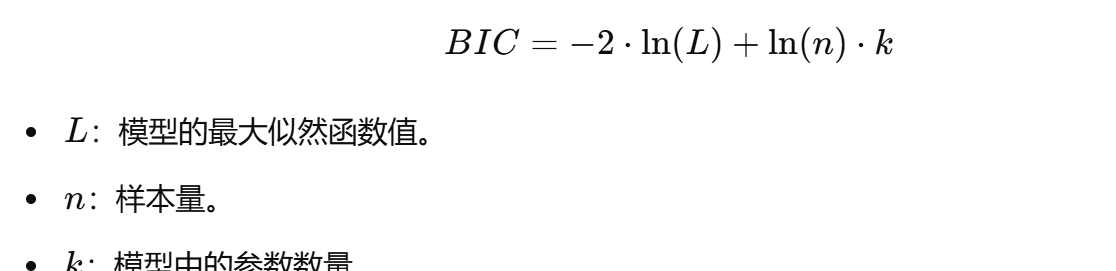 BIC = −2 · ln(L) + ln(n) · k
• L：模型的最大似然函数值。
• n：样本量。
• k：模型中的参数数量